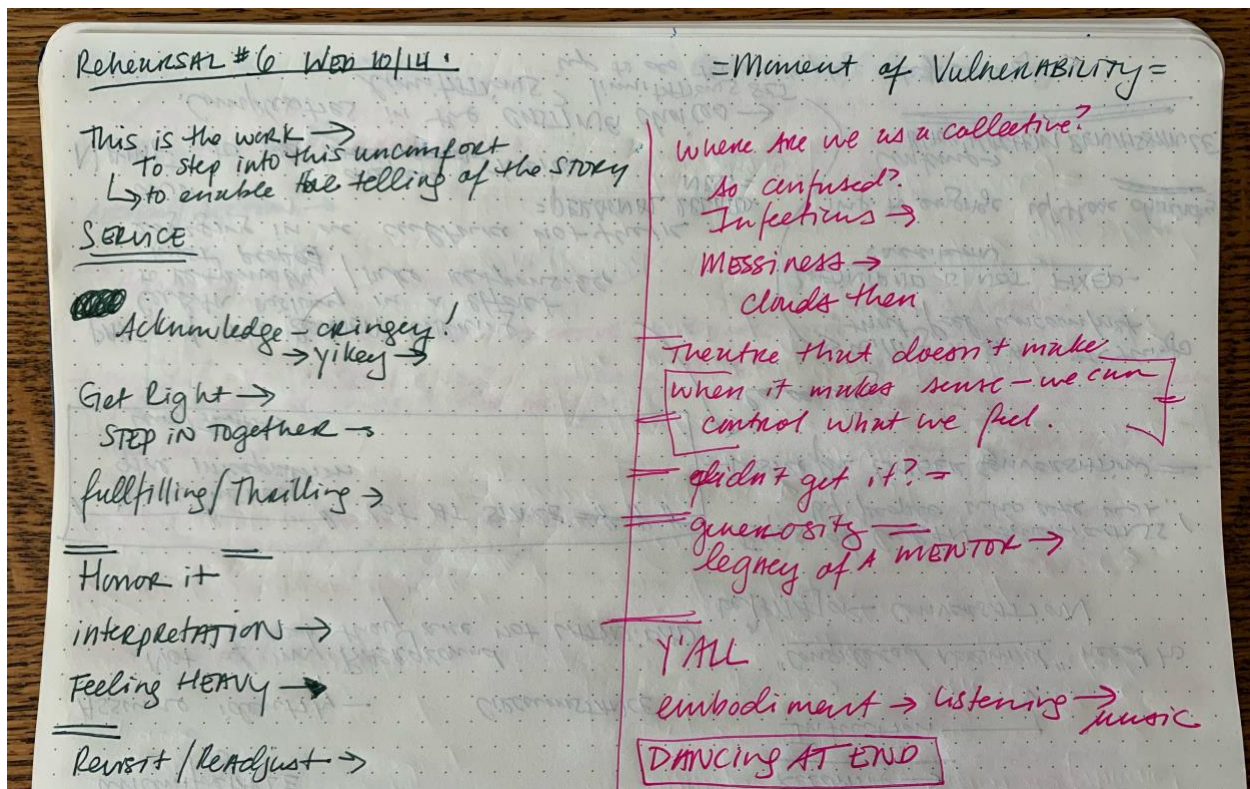 Rehearsal #6 Wed 10/14.
This is the work →
To step into this uncomfort
↳ to enable the telling of the STORY
SERVICE
Acknowledge - cringey!
→ yikey →
Get Right →
STEP IN Together →
fullfilling/Thrilling →
Honor it
interpretation →
Feeling HEAVY →
Revisit/ReAdjust →
=Moment of Vulnerability=
Where Are we as a collective?
So confused?
Infectious →
Messiness →
clouds then
Theatre that doesn't make
When it makes sense - we can
control what we feel.
didn't get it? =
generosity =
legacy of A MENTOR →
Y'ALL
embodiment → listening →
music
DANCING AT END